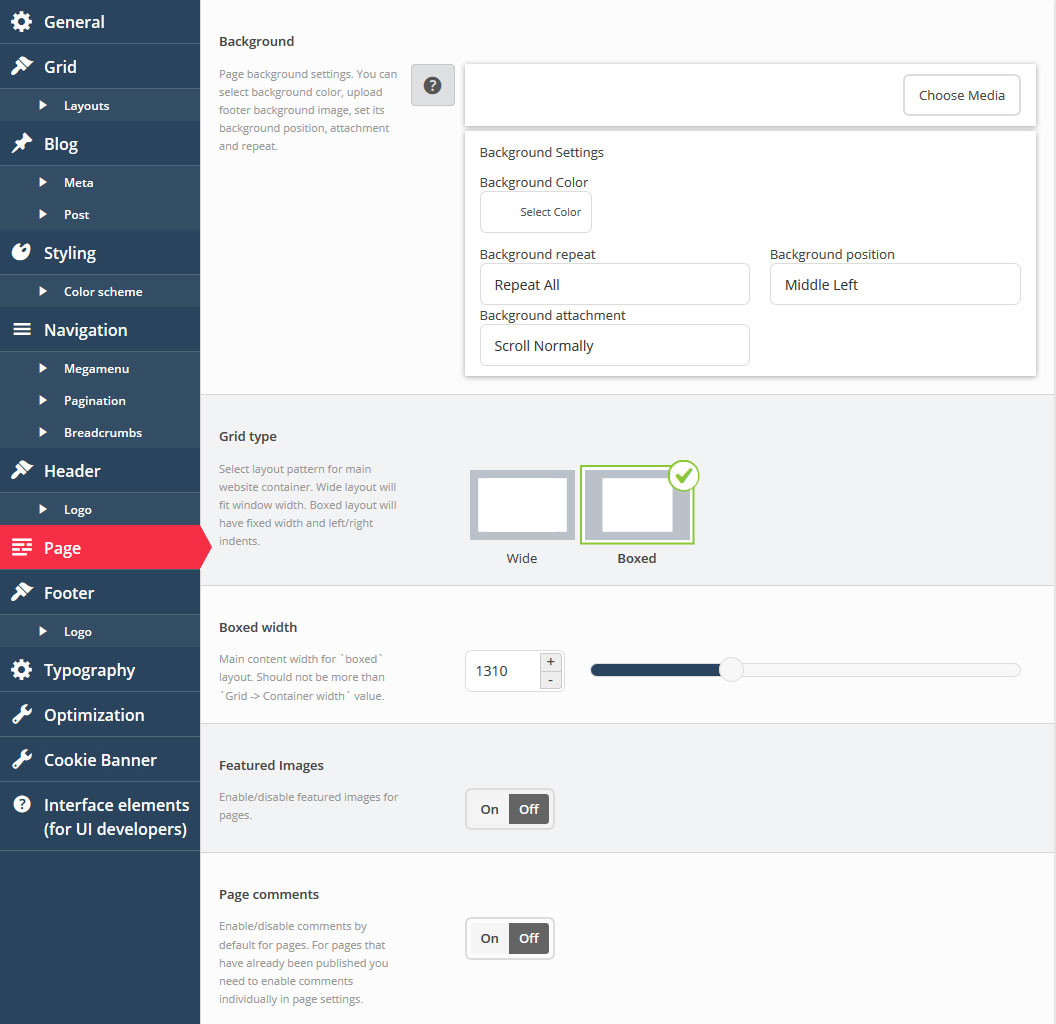 General
Grid
Layouts
Blog
Meta
Post
Styling
Color scheme
Navigation
Megamenu
Pagination
Breadcrumbs
Header
Logo
Page
Footer
Logo
Typography
Optimization
Cookie Banner
Interface elements
(for UI developers)
Background
Page background settings. You can
select background color, upload
footer background image, set its
background position, attachment
and repeat.
?
Choose Media
Background Settings
Background Color
Select Color
Background repeat
Background position
Repeat All
Middle Left
Background attachment
Scroll Normally
Grid type
Select layout pattern for main
website container. Wide layout will
fit window width. Boxed layout will
have fixed width and left/right
indents.
Wide
Boxed
Boxed width
Main content width for `boxed`
layout. Should not be more than
`Grid -> Container width` value.
1310
+
-
Featured Images
Enable/disable featured images for
pages.
On Off
Page comments
Enable/disable comments by
default for pages. For pages that
have already been published you
need to enable comments
individually in page settings.
On Off